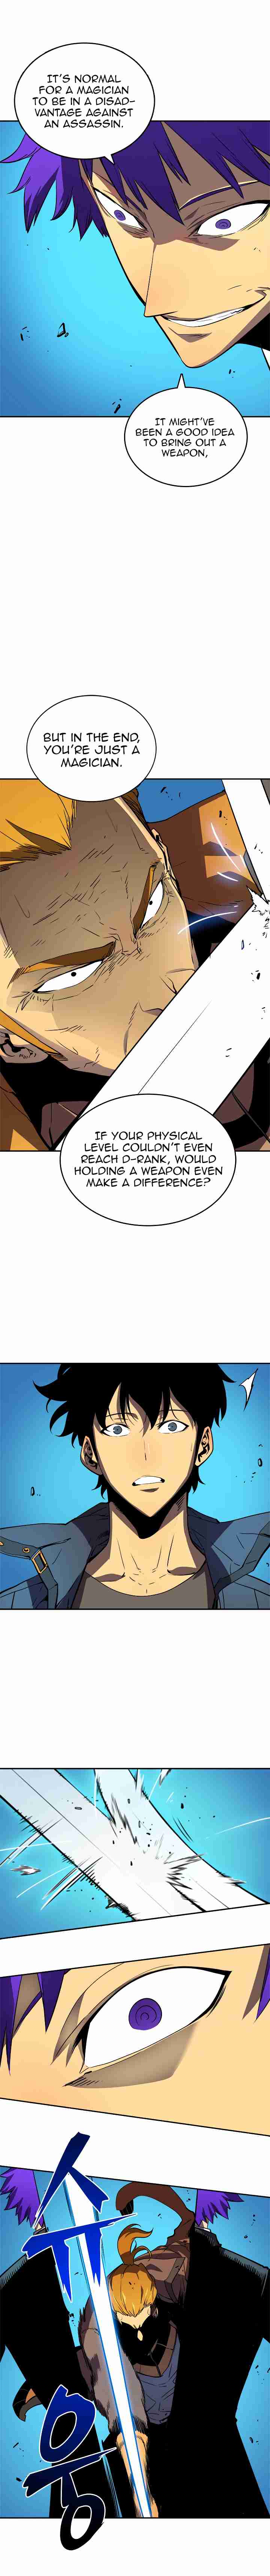 IT'S NORMAL
FOR A MAGICIAN
TO BE IN A DISAD-
VANTAGE AGAINST
AN ASSASSIN.
IT MIGHT'VE
BEEN A GOOD IDEA
TO BRING OUT A
WEAPON,
BUT IN THE END,
YOU'RE JUST A
MAGICIAN.
IF YOUR PHYSICAL
LEVEL COULDN'T EVEN
REACH D-RANK, WOULD
HOLDING A WEAPON EVEN
MAKE A DIFFERENCE?
스
웅